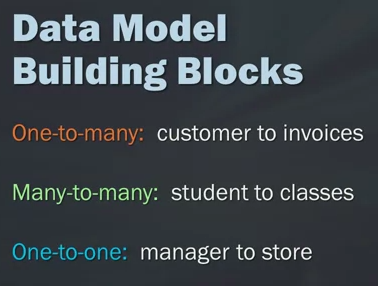 Data Model
Building Blocks
One-to-many: customer to invoices
Many-to-many: student to classes
One-to-one: manager to store